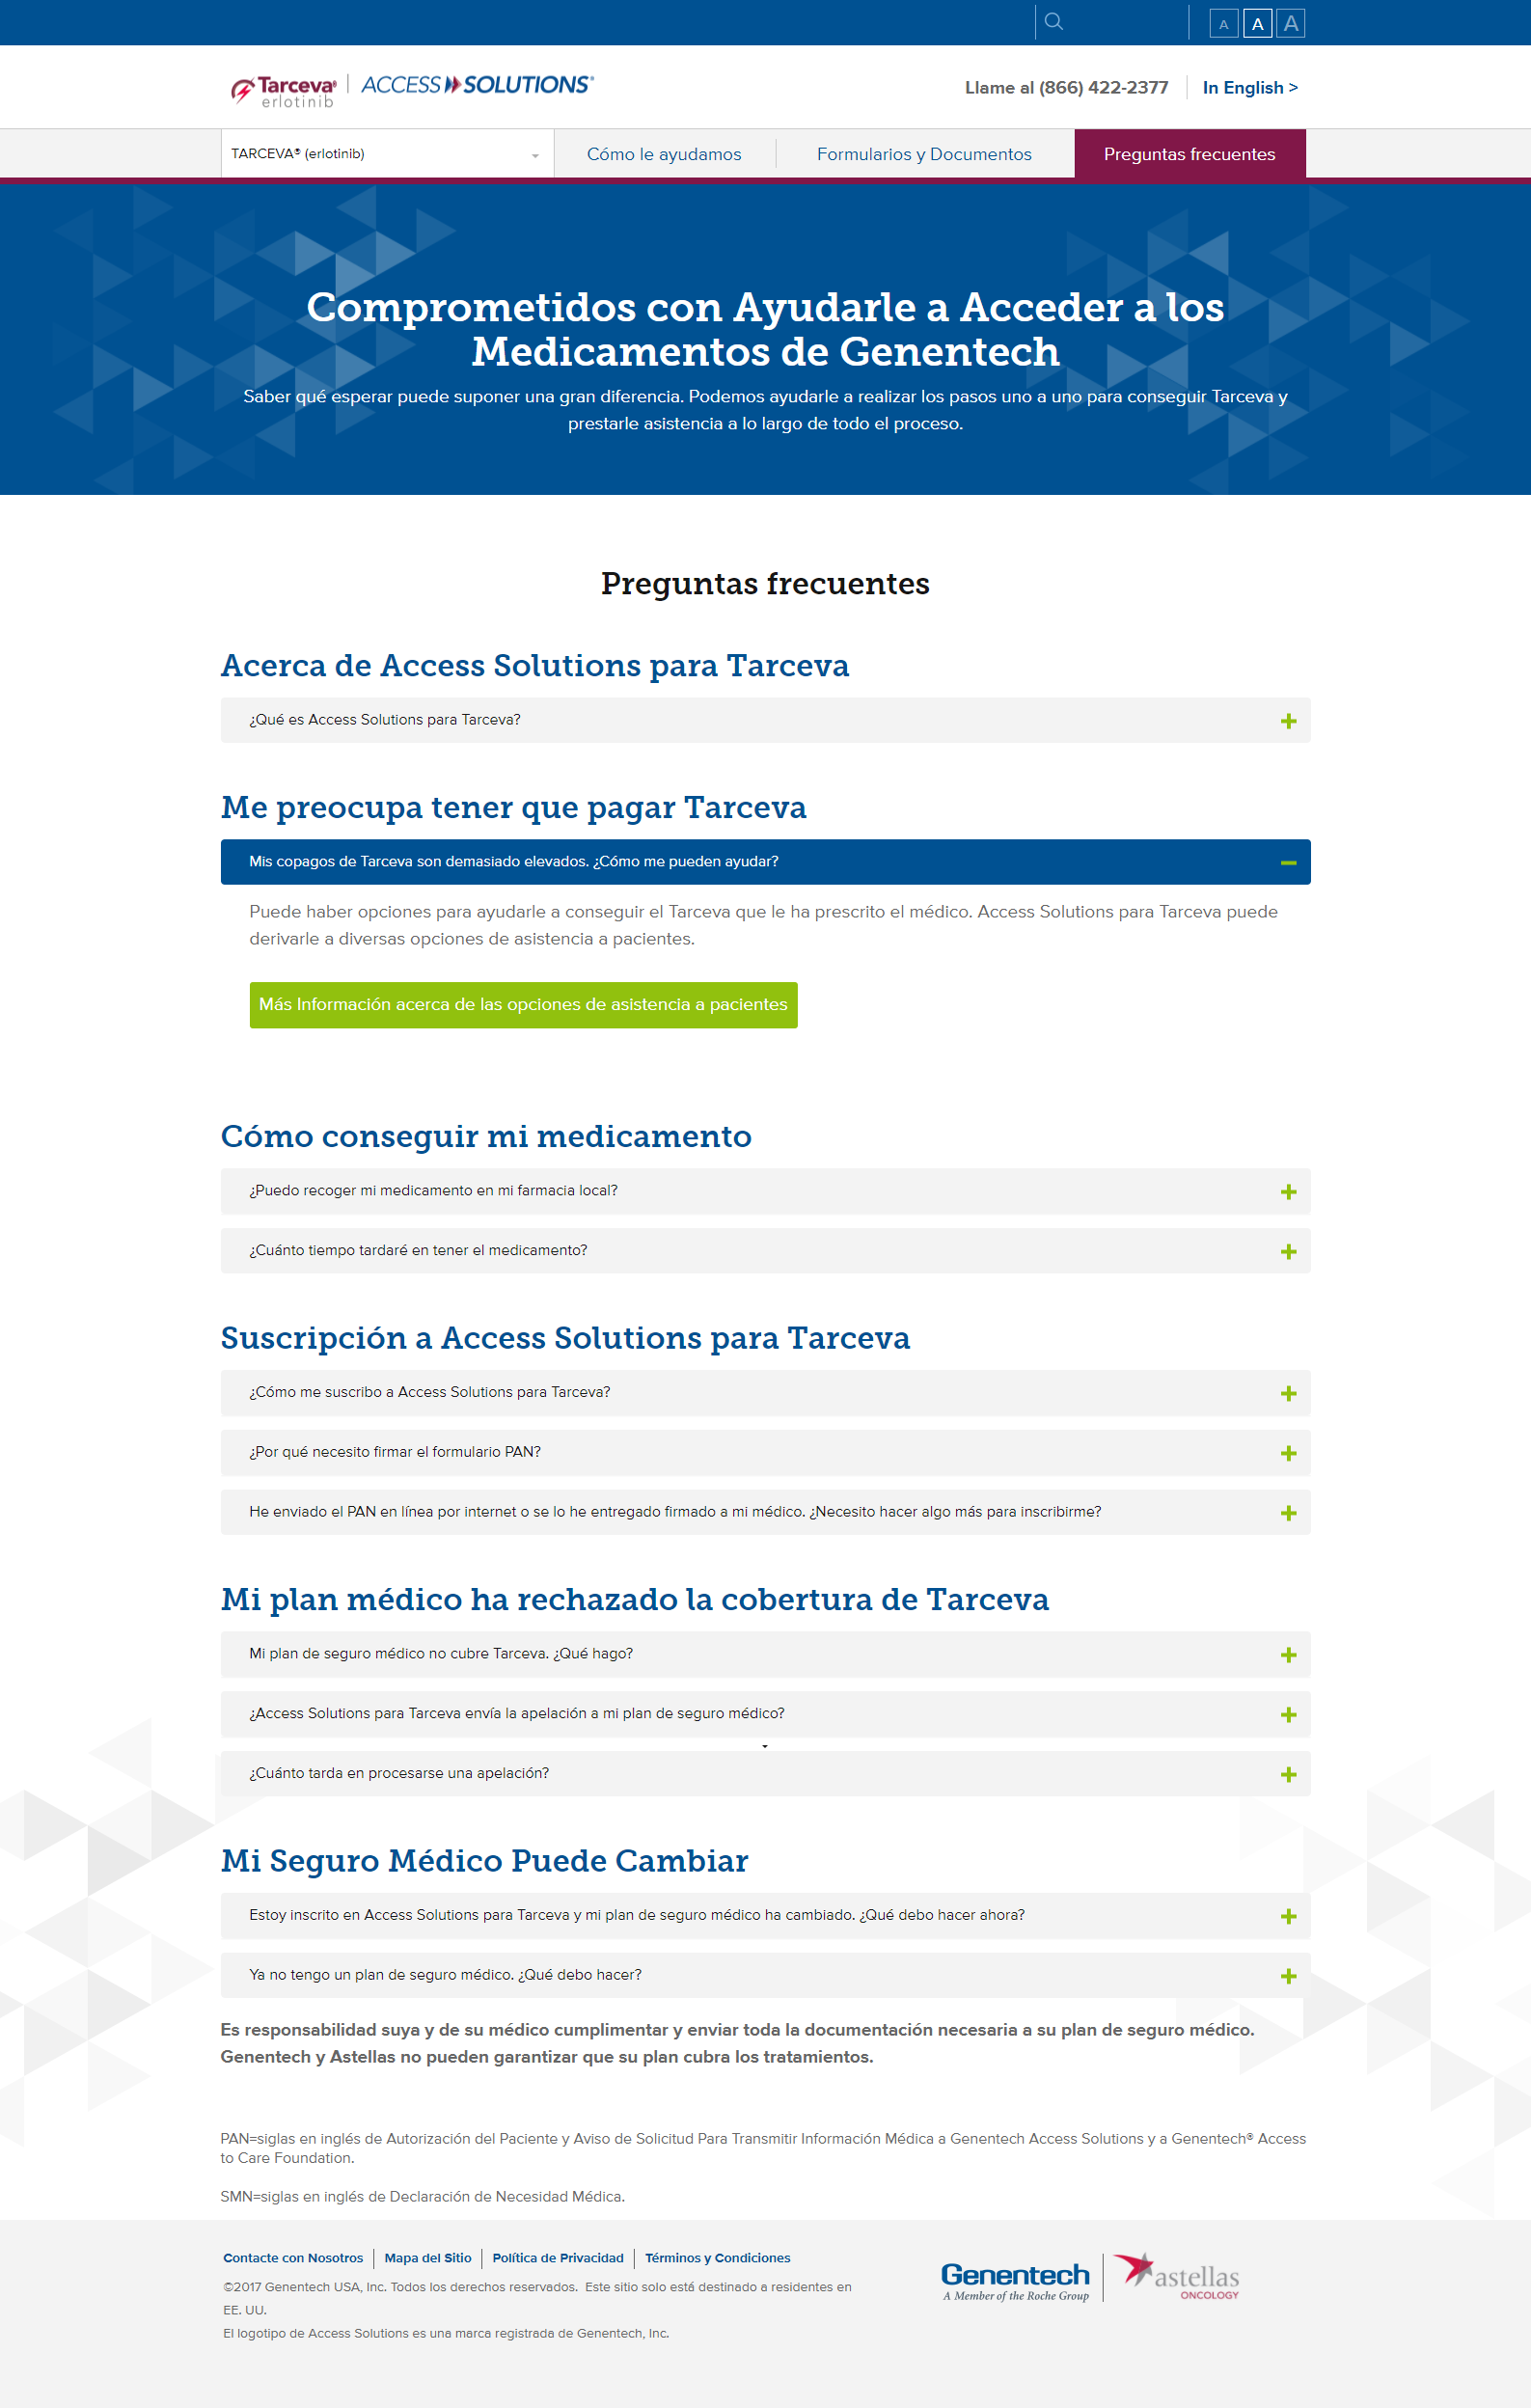 A A A
Tarceva®
erlotinib
ACCESS SOLUTIONS®
Llame al (866) 422-2377
In English >
TARCEVA® (erlotinib)
Cómo le ayudamos
Formularios y Documentos
Preguntas frecuentes
Comprometidos con Ayudarle a Acceder a los
Medicamentos de Genentech
Saber qué esperar puede suponer una gran diferencia. Podemos ayudarle a realizar los pasos uno a uno para conseguir Tarceva y
prestarle asistencia a lo largo de todo el proceso.
Preguntas frecuentes
Acerca de Access Solutions para Tarceva
¿Qué es Access Solutions para Tarceva?
Me preocupa tener que pagar Tarceva
Mis copagos de Tarceva son demasiado elevados. ¿Cómo me pueden ayudar?
Puede haber opciones para ayudarle a conseguir el Tarceva que le ha prescrito el médico. Access Solutions para Tarceva puede
derivarle a diversas opciones de asistencia a pacientes.
Más Información acerca de las opciones de asistencia a pacientes
Cómo conseguir mi medicamento
¿Puedo recoger mi medicamento en mi farmacia local?
¿Cuánto tiempo tardaré en tener el medicamento?
Suscripción a Access Solutions para Tarceva
¿Cómo me suscribo a Access Solutions para Tarceva?
¿Por qué necesito firmar el formulario PAN?
He enviado el PAN en línea por internet o se lo he entregado firmado a mi médico. ¿Necesito hacer algo más para inscribirme?
Mi plan médico ha rechazado la cobertura de Tarceva
Mi plan de seguro médico no cubre Tarceva. ¿Qué hago?
¿Access Solutions para Tarceva envía la apelación a mi plan de seguro médico?
¿Cuánto tarda en procesarse una apelación?
Mi Seguro Médico Puede Cambiar
Estoy inscrito en Access Solutions para Tarceva y mi plan de seguro médico ha cambiado. ¿Qué debo hacer ahora?
Ya no tengo un plan de seguro médico. ¿Qué debo hacer?
Es responsabilidad suya y de su médico cumplimentar y enviar toda la documentación necesaria a su plan de seguro médico.
Genentech y Astellas no pueden garantizar que su plan cubra los tratamientos.
PAN=siglas en inglés de Autorización del Paciente y Aviso de Solicitud Para Transmitir Información Médica a Genentech Access Solutions y a Genentech® Access
to Care Foundation.
SMN=siglas en inglés de Declaración de Necesidad Médica.
Contacte con Nosotros
Mapa del Sitio
Política de Privacidad
Términos y Condiciones
©2017 Genentech USA, Inc. Todos los derechos reservados. Este sitio solo está destinado a residentes en
EE. UU.
El logotipo de Access Solutions es una marca registrada de Genentech, Inc.
Genentech
A Member of the Roche Group
astellas
ONCOLOGY